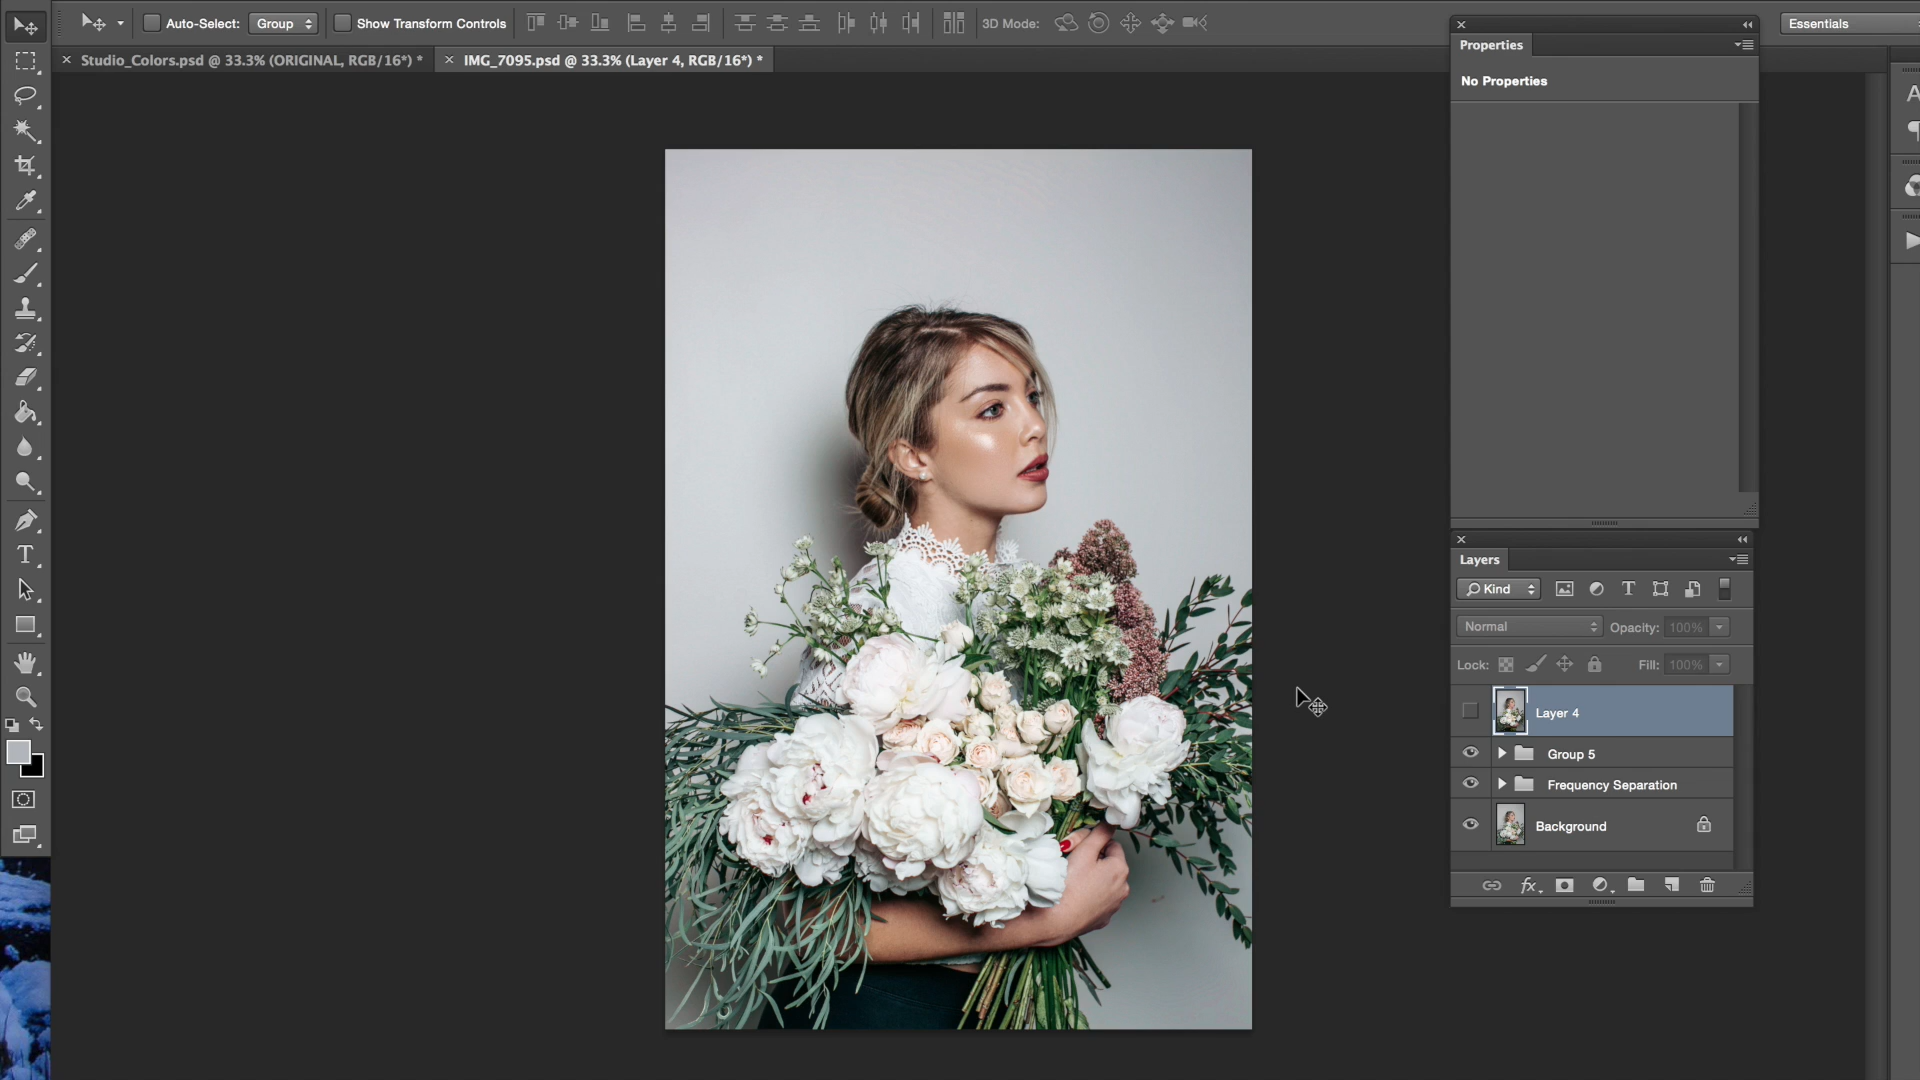 Auto-Select: Group Show Transform Controls 3D Mode: Essentials
Studio_Colors.psd @ 33.3% (ORIGINAL, RGB/16*) * IMG_7095.psd @ 33.3% (Layer 4, RGB/16*) *
Properties
No Properties
Layers
Kind
Normal Opacity: 100%
Lock: Fill: 100%
Layer 4
Group 5
Frequency Separation
Background